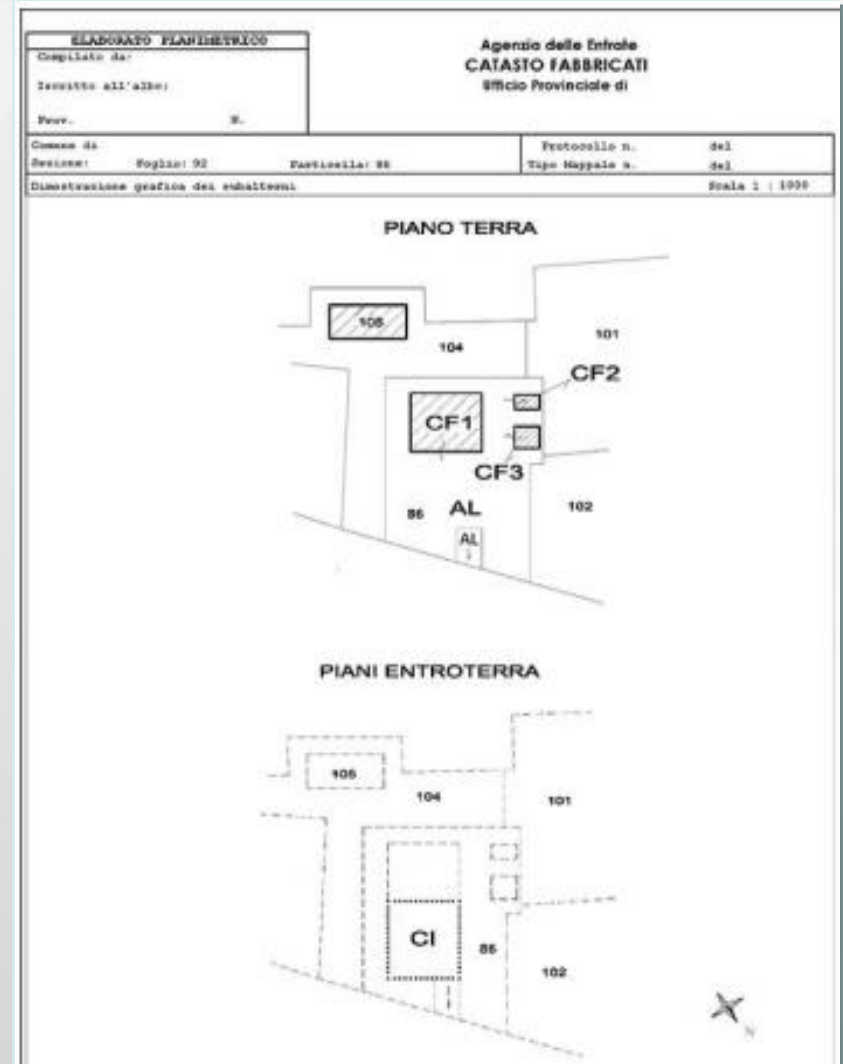 ELABORATO PLANIMETRICO
Compilato da:
Iscritto all'albo:
Prov. N.
Agenzia delle Entrate
CATASTO FABBRICATI
Ufficio Provinciale di
Comune di
Sezione: Foglio: 92 Particella: 86
Protocollo n. del
Tipo Mappale n. del
Dimostrazione grafica dei subalterni Scala 1 : 1000
PIANO TERRA
105
104
101
CF2
CF1
CF3
86 AL
102
AL
PIANI ENTROTERRA
105
104
101
CI
86
102
N